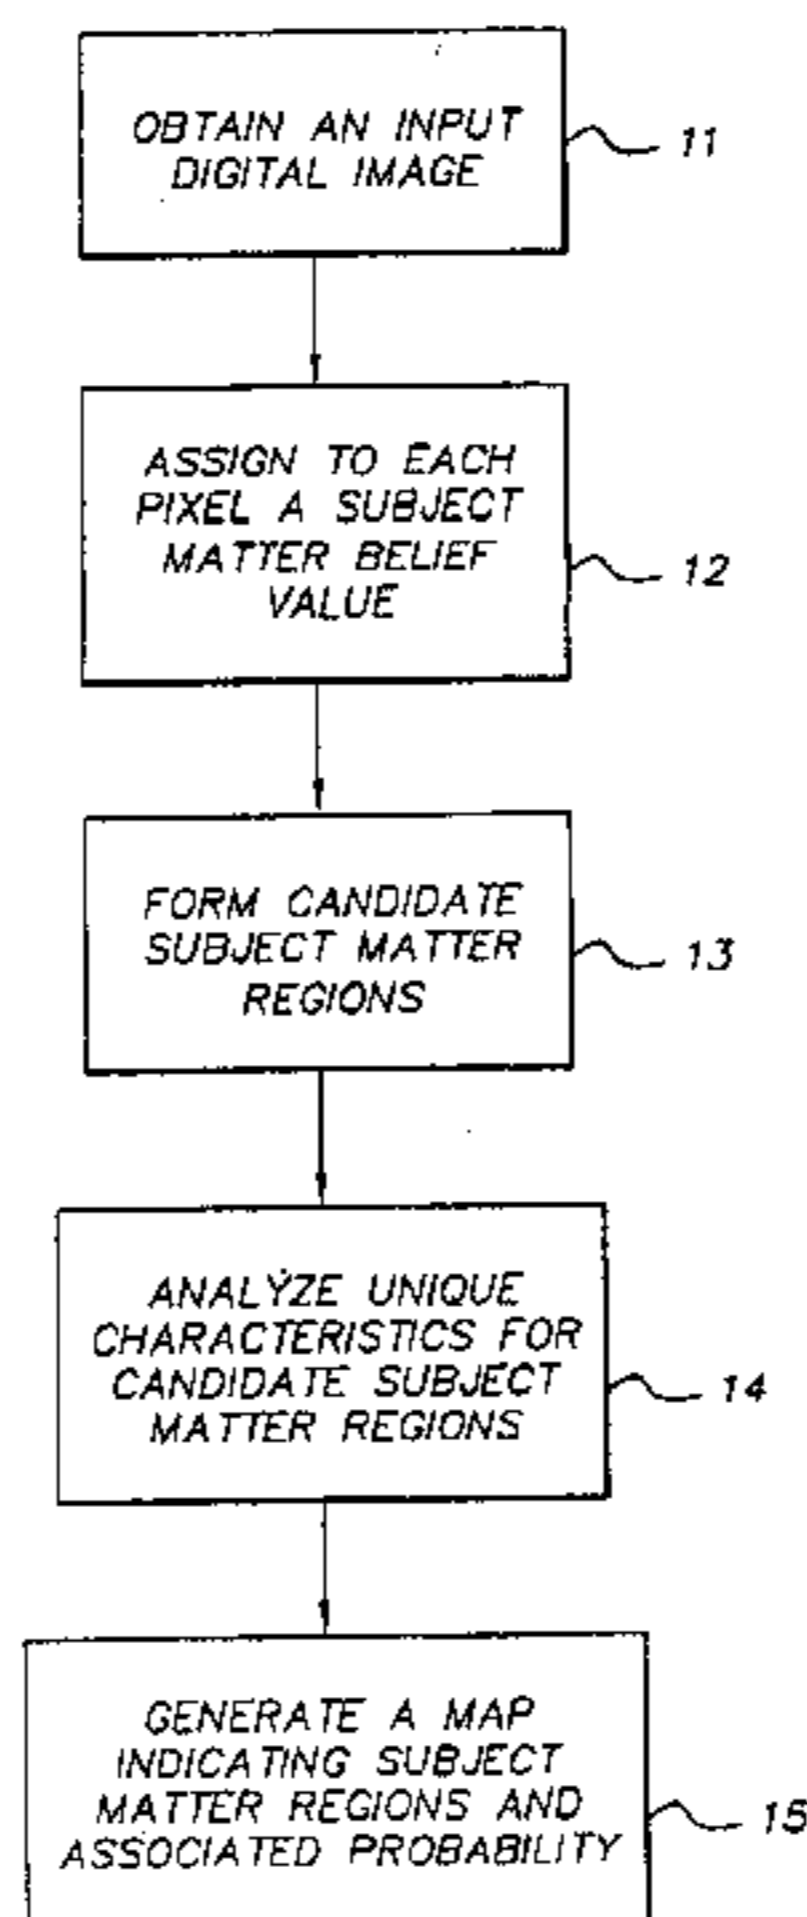 OBTAIN AN INPUT
DIGITAL IMAGE
11
ASSIGN TO EACH
PIXEL A SUBJECT
MATTER BELIEF
VALUE
12
FORM CANDIDATE
SUBJECT MATTER
REGIONS
13
ANALYZE UNIQUE
CHARACTERISTICS FOR
CANDIDATE SUBJECT
MATTER REGIONS
14
GENERATE A MAP
INDICATING SUBJECT
MATTER REGIONS AND
ASSOCIATED PROBABILITY
15